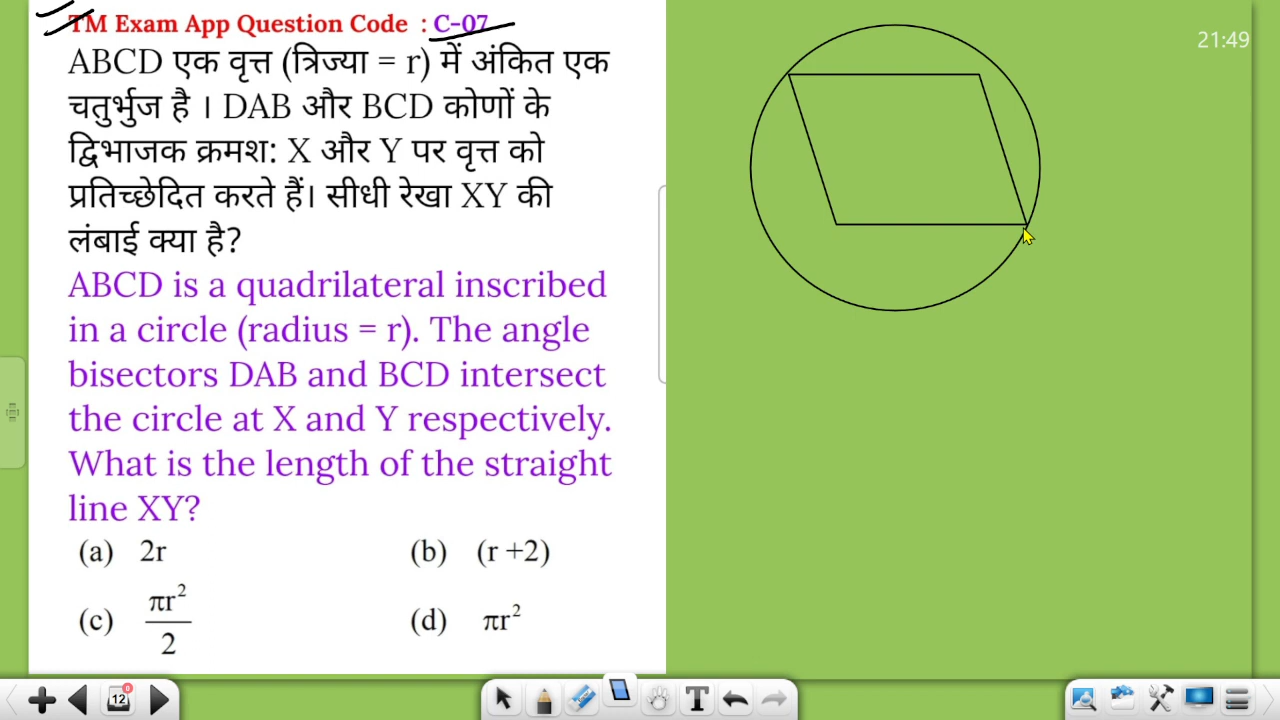 TM Exam App Question Code : C-07
21:49
ABCD एक वृत्त (त्रिज्या = r) में अंकित एक
चतुर्भुज है । DAB और BCD कोणों के
द्विभाजक क्रमश: X और Y पर वृत्त को
प्रतिच्छेदित करते हैं। सीधी रेखा XY की
लंबाई क्या है?
ABCD is a quadrilateral inscribed
in a circle (radius = r). The angle
bisectors DAB and BCD intersect
the circle at X and Y respectively.
What is the length of the straight
line XY?
(a) 2r (b) (r +2)
(c) πr²/2 (d) πr²
12 0 T